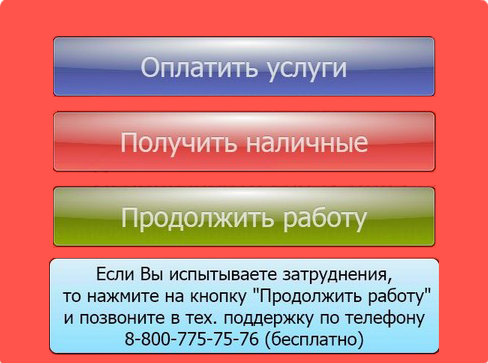 Оплатить услуги
Получить наличные
Продолжить работу
Если Вы испытываете затруднения,
то нажмите на кнопку "Продолжить работу"
и позвоните в тех. поддержку по телефону
8-800-775-75-76 (бесплатно)